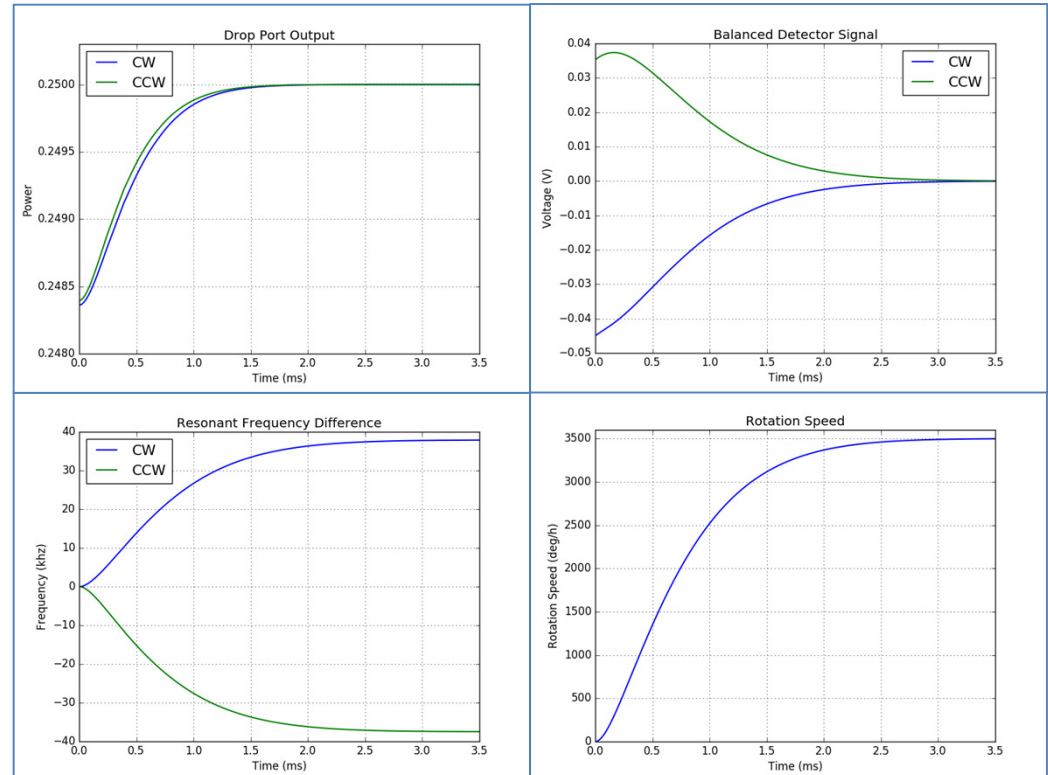 Drop Port Output
CW
CCW
0.2500
0.2495
0.2490
0.2485
0.2480
Power
0.0 0.5 1.0 1.5 2.0 2.5 3.0 3.5
Time (ms)
Balanced Detector Signal
CW
CCW
0.04
0.03
0.02
0.01
0.00
−0.01
−0.02
−0.03
−0.04
−0.05
Voltage (V)
0.0 0.5 1.0 1.5 2.0 2.5 3.0 3.5
Time (ms)
Resonant Frequency Difference
CW
CCW
40
30
20
10
0
−10
−20
−30
−40
Frequency (khz)
0.0 0.5 1.0 1.5 2.0 2.5 3.0 3.5
Time (ms)
Rotation Speed
3500
3000
2500
2000
1500
1000
500
0
Rotation Speed (deg/h)
0.0 0.5 1.0 1.5 2.0 2.5 3.0 3.5
Time (ms)